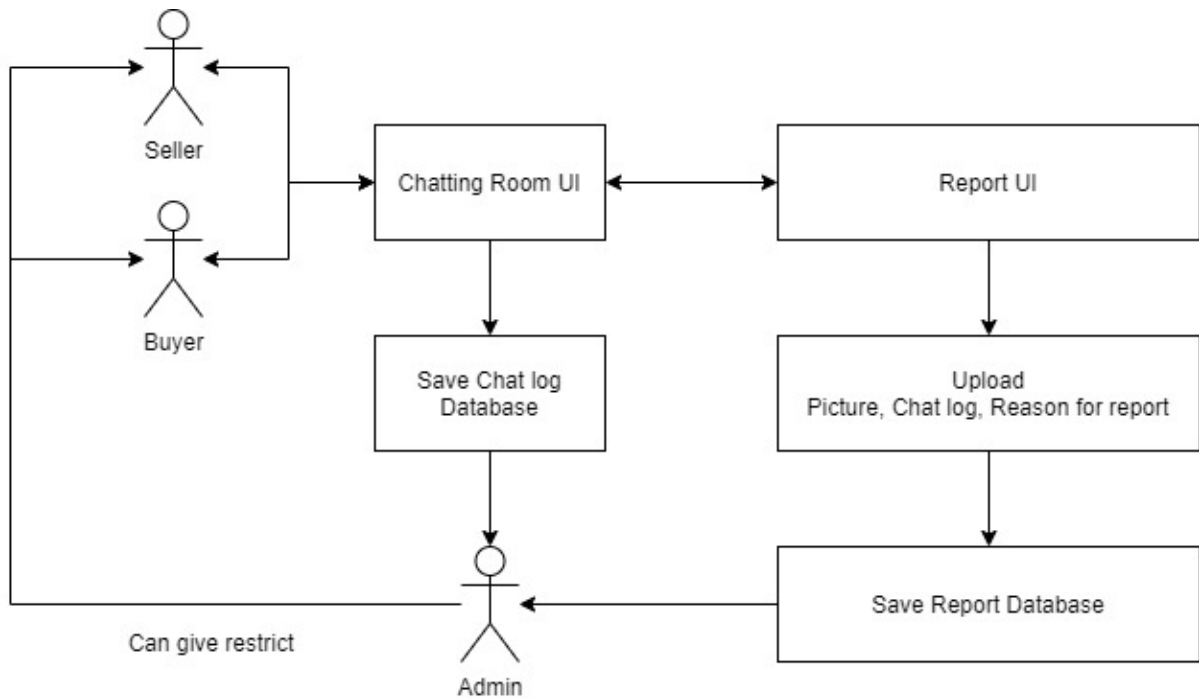 Seller
Chatting Room UI
Report UI
Buyer
Save Chat log
Database
Upload
Picture, Chat log, Reason for report
Save Report Database
Can give restrict
Admin